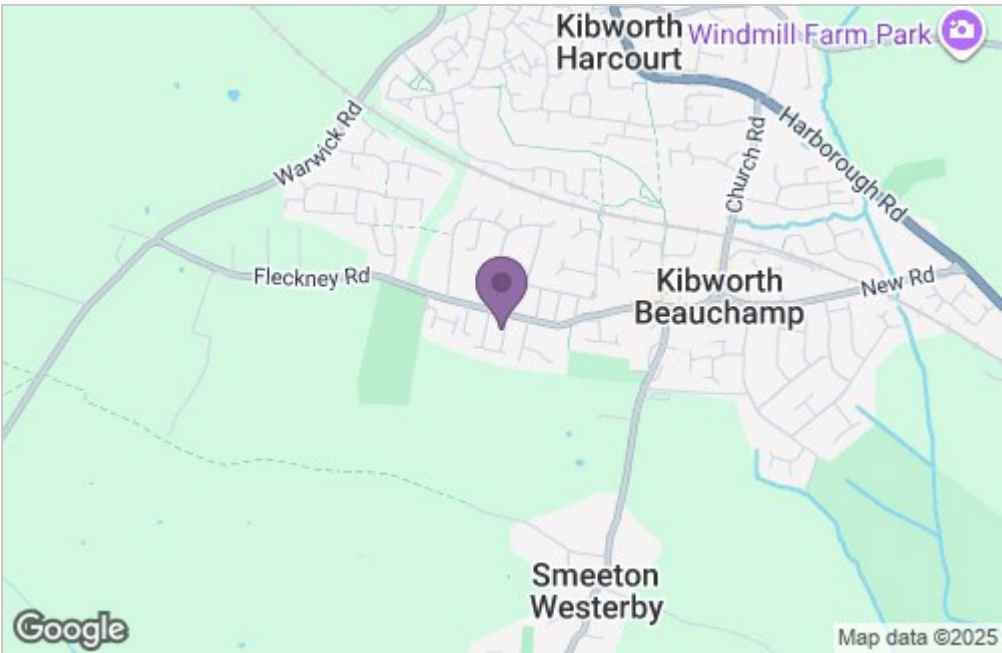 Kibworth
Harcourt
Windmill Farm Park
Warwick Rd
Church Rd
Harborough Rd
Fleckney Rd
Kibworth
Beauchamp
New Rd
Smeeton
Westerby
Google
Map data ©2025